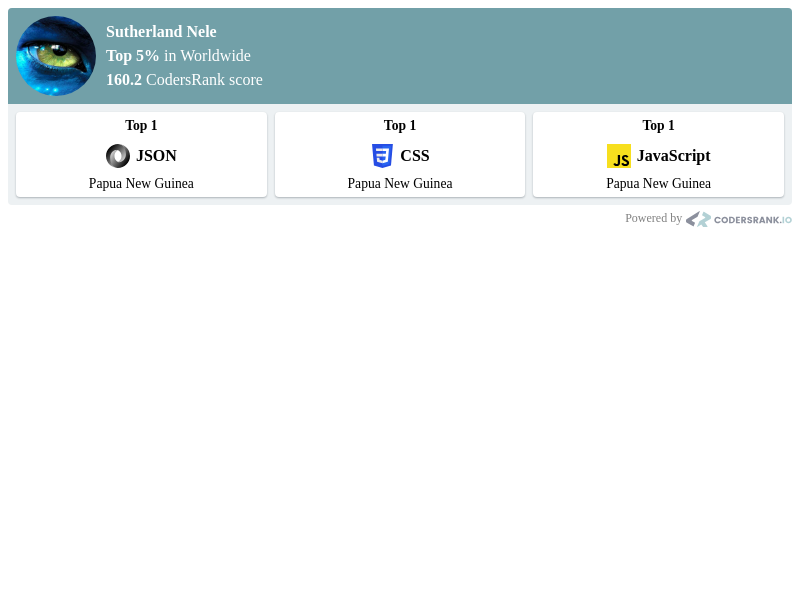 Sutherland Nele
Top 5% in Worldwide
160.2 CodersRank score
Top 1
JSON
Papua New Guinea
Top 1
CSS
Papua New Guinea
Top 1
JS JavaScript
Papua New Guinea
Powered by CODERSRANK.IO